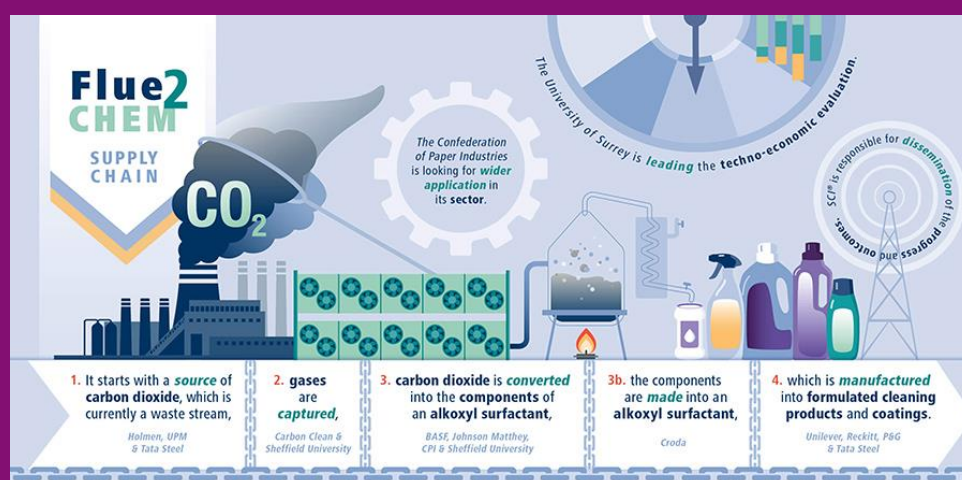 Flue2
CHEM
SUPPLY
CHAIN
CO2
The Confederation
of Paper Industries
is looking for wider
application in
its sector.
The University of Surrey is leading the techno-economic evaluation.
SCI® is responsible for dissemination of the progress and outcomes.
1. It starts with a source of
carbon dioxide, which is
currently a waste stream,
Holmen, UPM
& Tata Steel
2. gases
are
captured,
Carbon Clean &
Sheffield University
3. carbon dioxide is converted
into the components of
an alkoxyl surfactant,
BASF, Johnson Matthey,
CPI & Sheffield University
3b. the components
are made into an
alkoxyl surfactant,
Croda
4. which is manufactured
into formulated cleaning
products and coatings.
Unilever, Reckitt, P&G
& Tata Steel